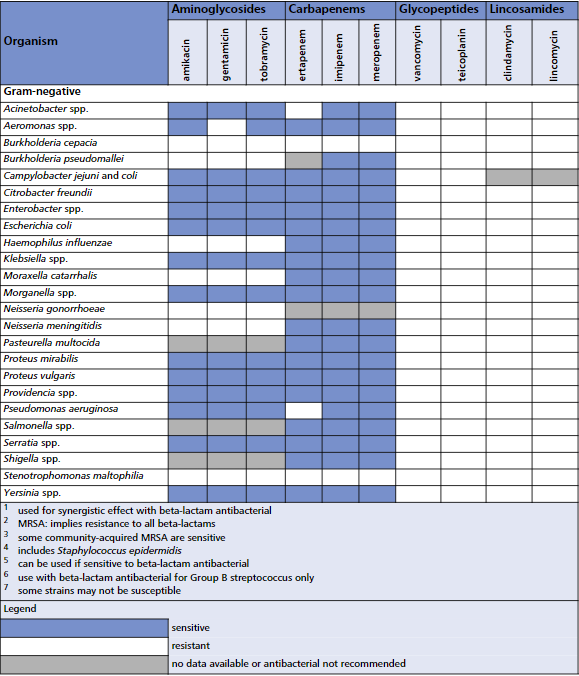 Organism
Aminoglycosides
Carbapenems
Glycopeptides
Lincosamides
amikacin
gentamicin
tobramycin
ertapenem
imipenem
meropenem
vancomycin
teicoplanin
clindamycin
lincomycin
Gram-negative
Acinetobacter spp.
Aeromonas spp.
Burkholderia cepacia
Burkholderia pseudomallei
Campylobacter jejuni and coli
Citrobacter freundii
Enterobacter spp.
Escherichia coli
Haemophilus influenzae
Klebsiella spp.
Moraxella catarrhalis
Morganella spp.
Neisseria gonorrhoeae
Neisseria meningitidis
Pasteurella multocida
Proteus mirabilis
Proteus vulgaris
Providencia spp.
Pseudomonas aeruginosa
Salmonella spp.
Serratia spp.
Shigella spp.
Stenotrophomonas maltophilia
Yersinia spp.
1 used for synergistic effect with beta-lactam antibacterial
2 MRSA: implies resistance to all beta-lactams
3 some community-acquired MRSA are sensitive
4 includes Staphylococcus epidermidis
5 can be used if sensitive to beta-lactam antibacterial
6 use with beta-lactam antibacterial for Group B streptococcus only
7 some strains may not be susceptible
Legend
sensitive
resistant
no data available or antibacterial not recommended